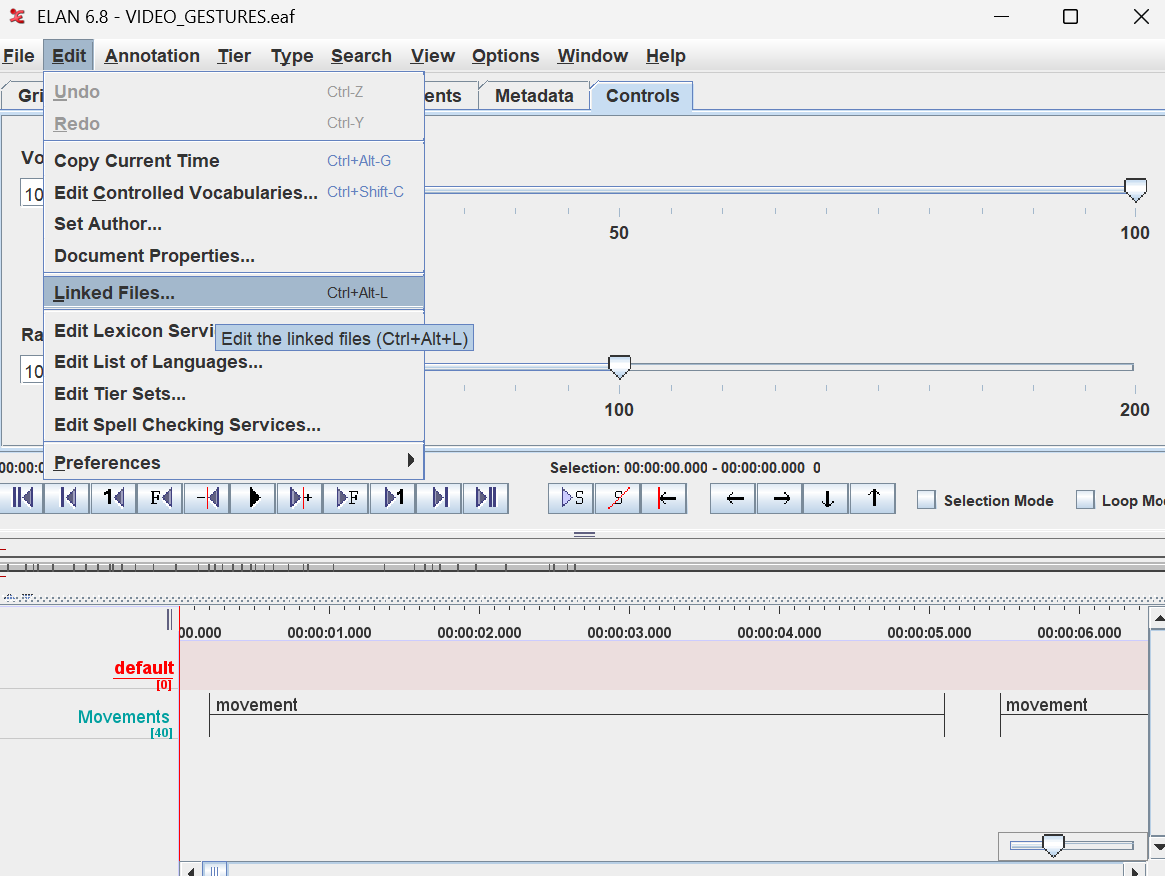 ELAN 6.8 - VIDEO_GESTURES.eaf
File Edit Annotation Tier Type Search View Options Window Help
Gri ents Metadata Controls
Undo Ctrl-Z
Redo Ctrl-Y
Copy Current Time Ctrl+Alt-G
Vo
Edit Controlled Vocabularies... Ctrl+Shift-C
10
Set Author...
50 100
Document Properties...
Linked Files... Ctrl+Alt-L
Edit Lexicon Servi
Ra
Edit the linked files (Ctrl+Alt+L)
Edit List of Languages...
10
Edit Tier Sets...
100 200
Edit Spell Checking Services...
Preferences
00:00:0 Selection: 00:00:00.000 - 00:00:00.000 0
1 F F 1 S S Selection Mode Loop Mo
00.000 00:00:01.000 00:00:02.000 00:00:03.000 00:00:04.000 00:00:05.000 00:00:06.000
default
[0]
movement movement
Movements
[40]